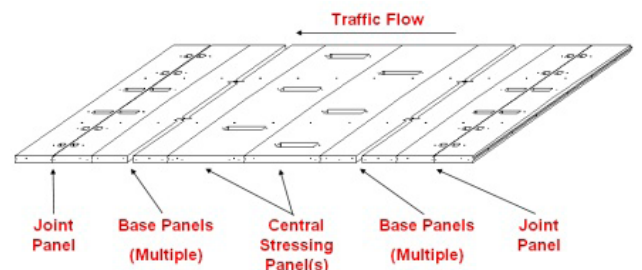 Traffic Flow
Joint
Panel
Base Panels
(Multiple)
Central
Stressing
Panel(s)
Base Panels
(Multiple)
Joint
Panel